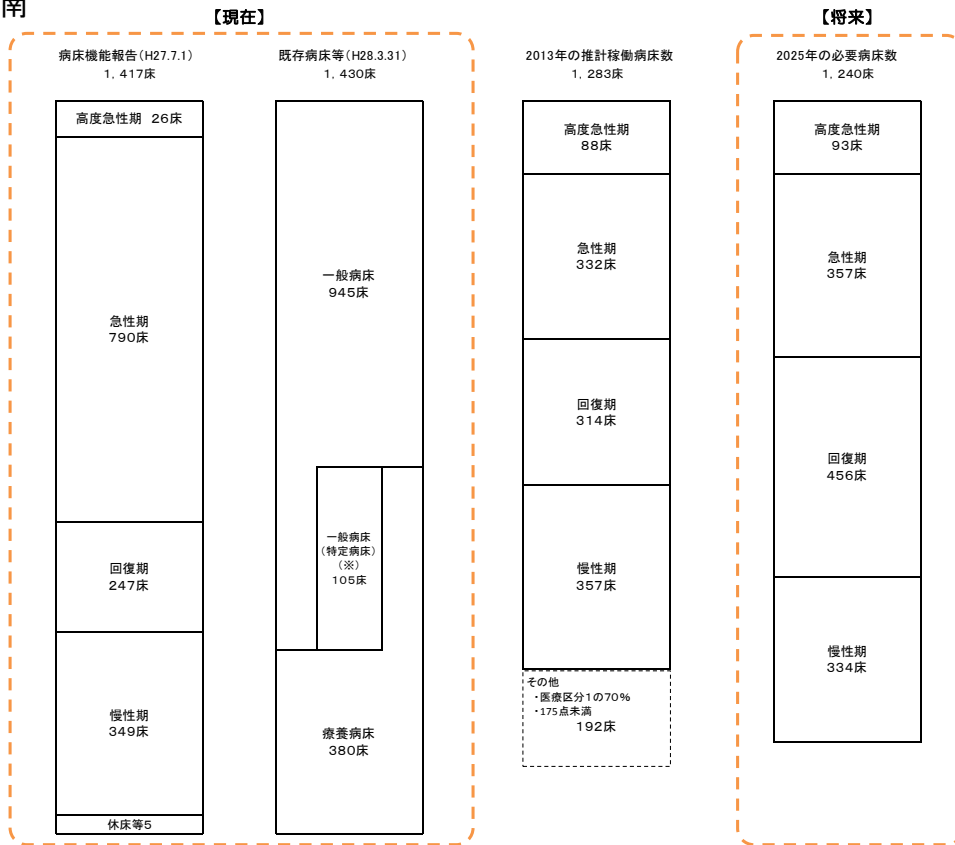 南
【現在】
【将来】
病床機能報告(H27.7.1)
1,417床
高度急性期 26床
急性期
790床
回復期
247床
慢性期
349床
休床等5
既存病床等(H28.3.31)
1,430床
一般病床
945床
一般病床
(特定病床)
(※)
105床
療養病床
380床
2013年の推計稼働病床数
1,283床
高度急性期
88床
急性期
332床
回復期
314床
慢性期
357床
その他
・医療区分1の70%
・175点未満
192床
2025年の必要病床数
1,240床
高度急性期
93床
急性期
357床
回復期
456床
慢性期
334床